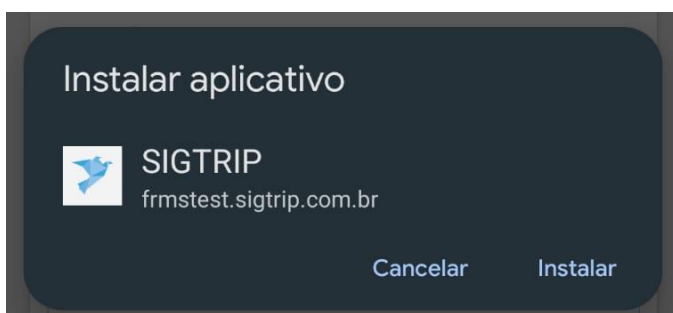 Instalar aplicativo
SIGTRIP
frmstest.sigtrip.com.br
Cancelar Instalar